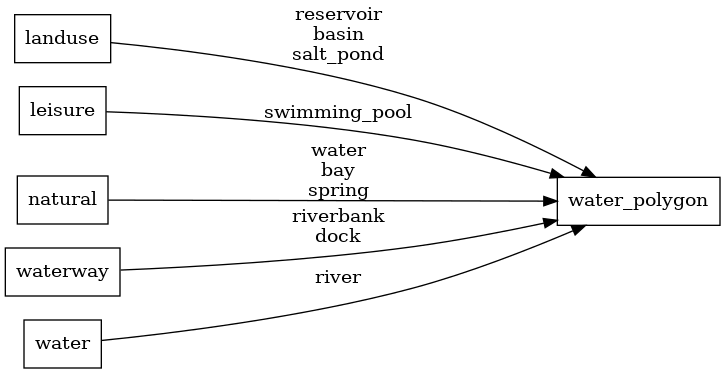 landuse
reservoir
basin
salt_pond
leisure
swimming_pool
natural
water
bay
spring
water_polygon
waterway
riverbank
dock
water
river